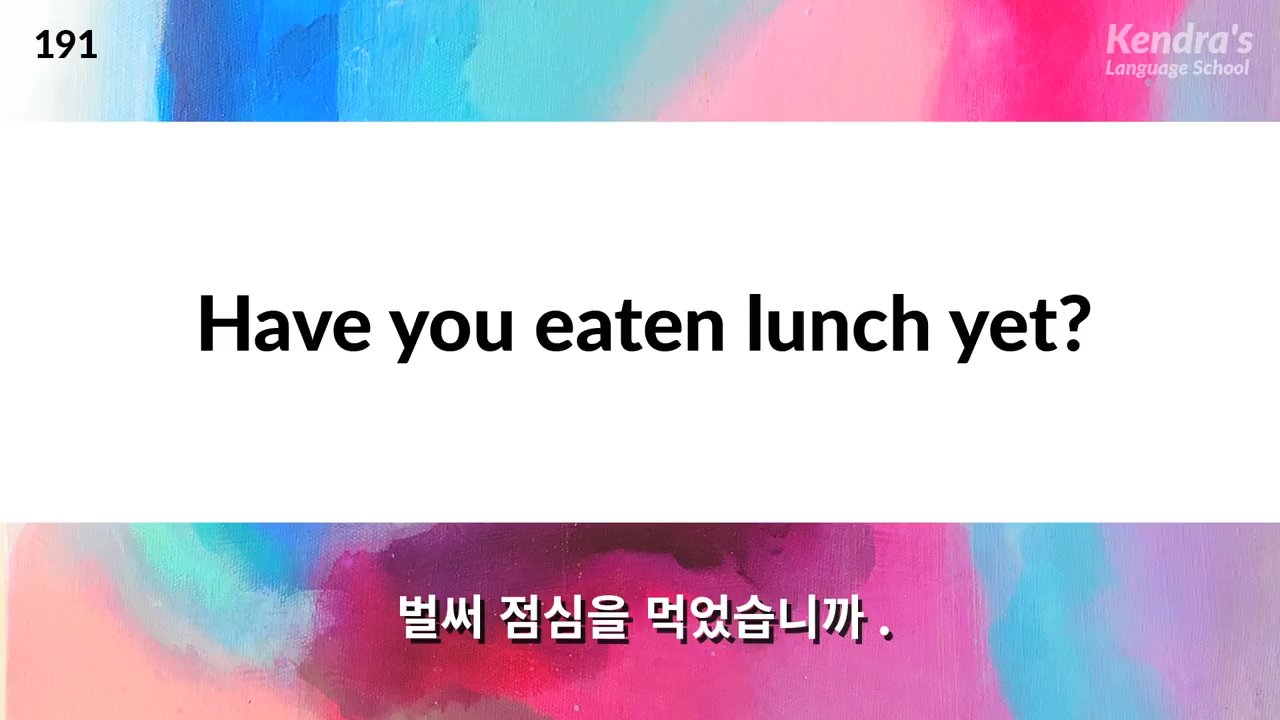 191
Kendra's
Language School
Have you eaten lunch yet?
벌써 점심을 먹었습니까 .